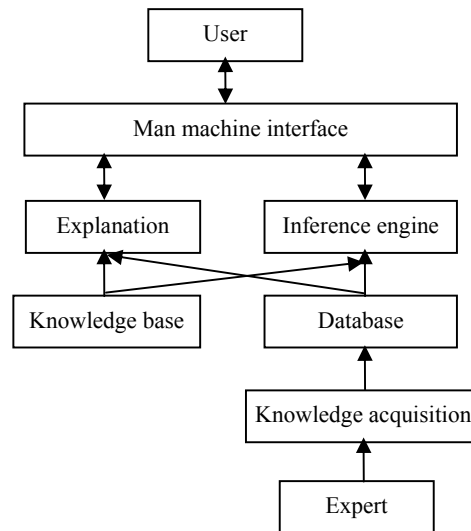 User
Man machine interface
Explanation
Inference engine
Knowledge base
Database
Knowledge acquisition
Expert